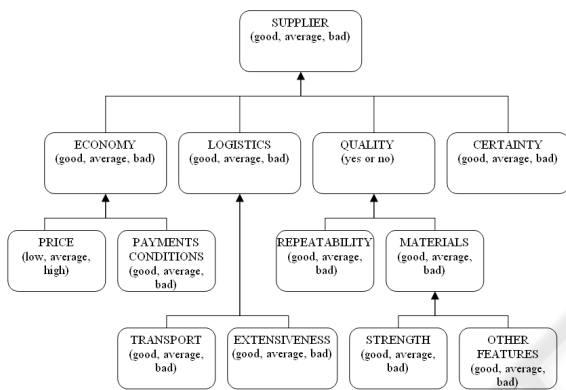 SUPPLIER
(good, average, bad)
ECONOMY
(good, average, bad)
LOGISTICS
(good, average, bad)
QUALITY
(yes or no)
CERTAINTY
(good, average, bad)
PRICE
(low, average,
high)
PAYMENTS
CONDITIONS
(good, average,
bad)
REPEATABILITY
(good, average,
bad)
MATERIALS
(good, average,
bad)
TRANSPORT
(good, average,
bad)
EXTENSIVENESS
(good, average, bad)
STRENGTH
(good, average,
bad)
OTHER
FEATURES
(good, average,
bad)